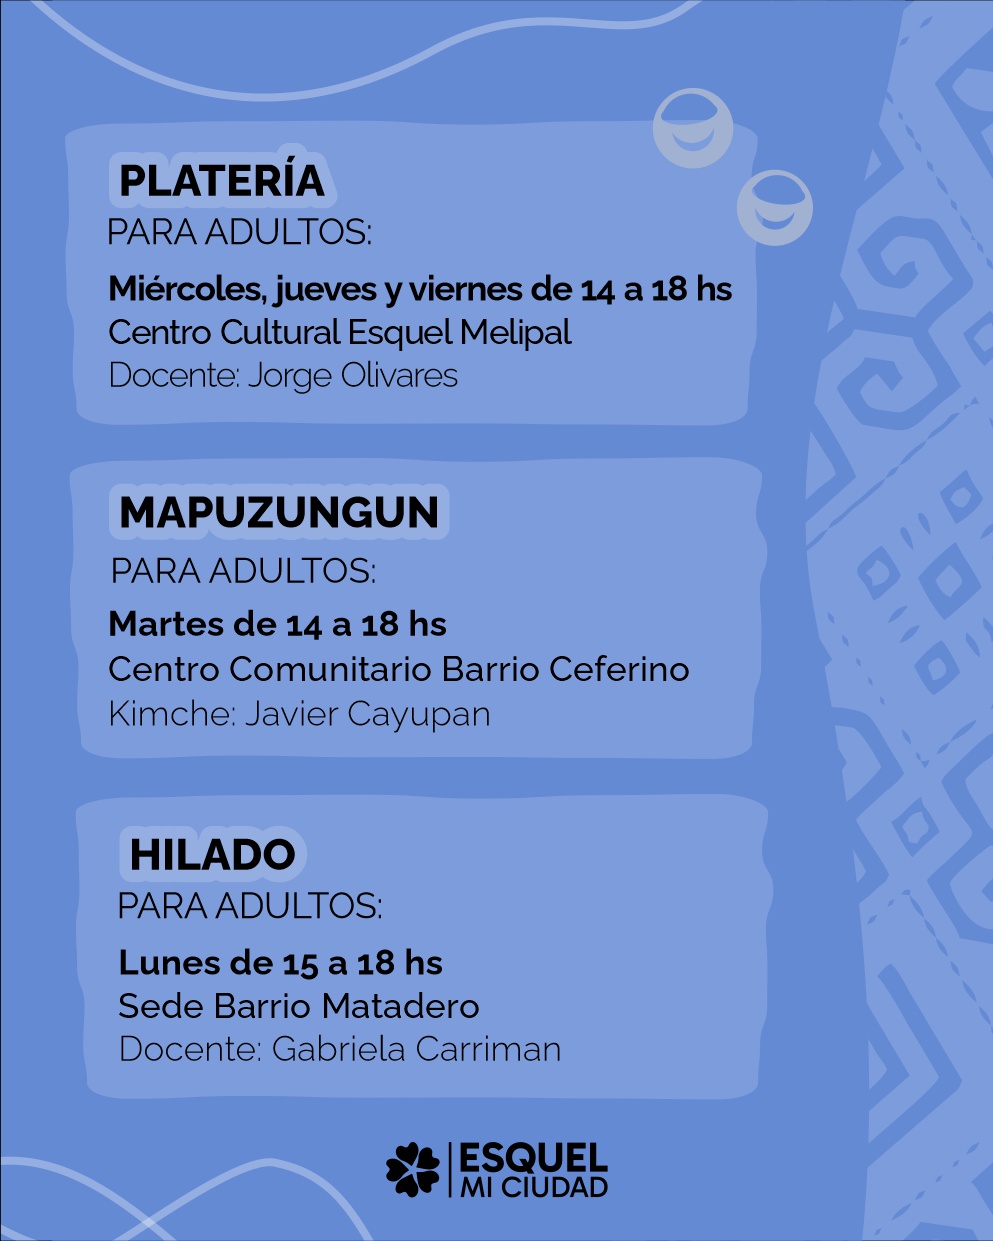 PLATERÍA
PARA ADULTOS:
Miércoles, jueves y viernes de 14 a 18 hs
Centro Cultural Esquel Melipal
Docente: Jorge Olivares
MAPUZUNGUN
PARA ADULTOS:
Martes de 14 a 18 hs
Centro Comunitario Barrio Ceferino
Kimche: Javier Cayupan
HILADO
PARA ADULTOS:
Lunes de 15 a 18 hs
Sede Barrio Matadero
Docente: Gabriela Carriman
ESQUEL
MI CIUDAD